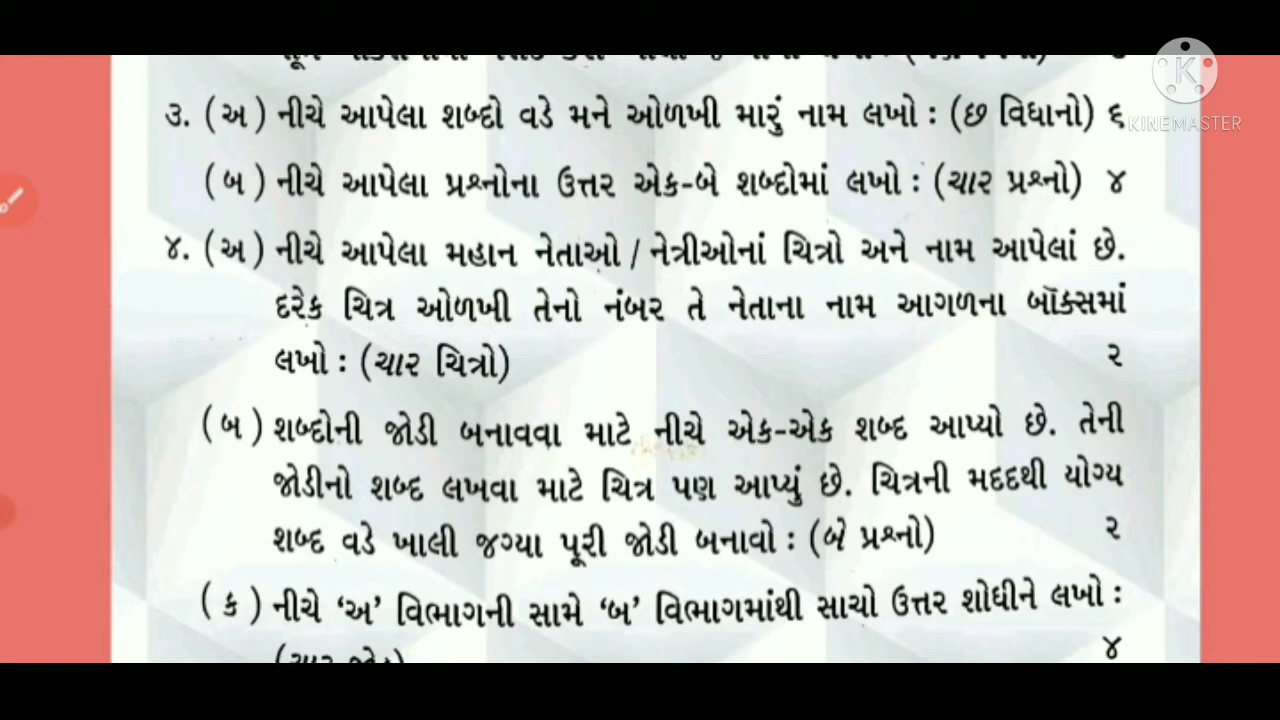 ૩. (અ) નીચે આપેલા શબ્દો વડે મને ઓળખી મારું નામ લખો : (છ વિધાનો) ૬
K
KINEMASTER
(બ) નીચે આપેલા પ્રશ્નોના ઉત્તર એક-બે શબ્દોમાં લખો : (ચાર પ્રશ્નો) ૪
૪. (અ) નીચે આપેલા મહાન નેતાઓ / નેત્રીઓનાં ચિત્રો અને નામ આપેલાં છે.
દરેક ચિત્ર ઓળખી તેનો નંબર તે નેતાના નામ આગળના બૉક્સમાં
લખો : (ચાર ચિત્રો) ૨
(બ) શબ્દોની જોડી બનાવવા માટે નીચે એક-એક શબ્દ આપ્યો છે. તેની
જોડીનો શબ્દ લખવા માટે ચિત્ર પણ આપ્યું છે. ચિત્રની મદદથી યોગ્ય
શબ્દ વડે ખાલી જગ્યા પૂરી જોડી બનાવો : (બે પ્રશ્નો) ૨
(ક) નીચે ‘અ’ વિભાગની સામે ‘બ’ વિભાગમાંથી સાચો ઉત્તર શોધીને લખો :
૪